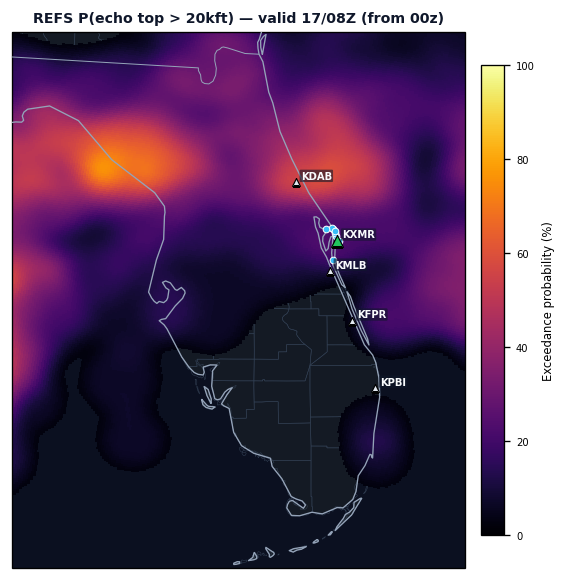 REFS P(echo top > 20kft) — valid 17/08Z (from 00z)
KDAB
KXMR
KMLB
KFPR
KPBI
100
80
60
40
20
0
Exceedance probability (%)